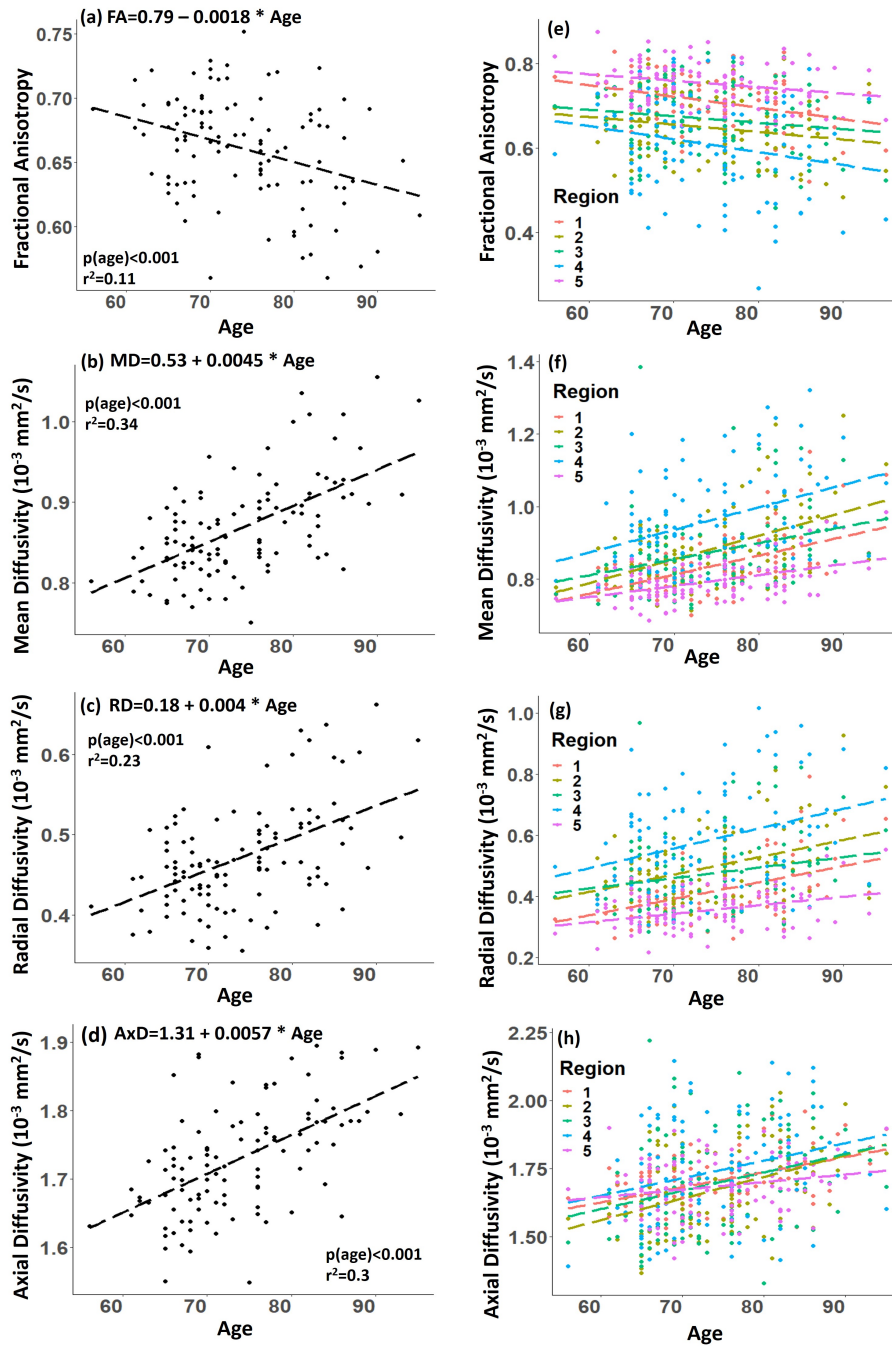 (a) FA=0.79 – 0.0018 * Age
Fractional Anisotropy
0.75
0.70
0.65
0.60
p(age)<0.001
r²=0.11
60 70 80 90
Age
(e)
Fractional Anisotropy
0.8
0.6
0.4
Region
1
2
3
4
5
60 70 80 90
Age
(b) MD=0.53 + 0.0045 * Age
Mean Diffusivity (10⁻³ mm²/s)
p(age)<0.001
r²=0.34
1.0
0.9
0.8
60 70 80 90
Age
(f)
Mean Diffusivity (10⁻³ mm²/s)
1.4
1.2
1.0
0.8
Region
1
2
3
4
5
60 70 80 90
Age
(c) RD=0.18 + 0.004 * Age
Radial Diffusivity (10⁻³ mm²/s)
p(age)<0.001
r²=0.23
0.6
0.5
0.4
60 70 80 90
Age
(g)
Radial Diffusivity (10⁻³ mm²/s)
1.0
0.8
0.6
0.4
0.2
Region
1
2
3
4
5
60 70 80 90
Age
(d) AxD=1.31 + 0.0057 * Age
Axial Diffusivity (10⁻³ mm²/s)
1.9
1.8
1.7
1.6
p(age)<0.001
r²=0.3
60 70 80 90
Age
(h)
Axial Diffusivity (10⁻³ mm²/s)
2.25
2.00
1.75
1.50
Region
1
2
3
4
5
60 70 80 90
Age